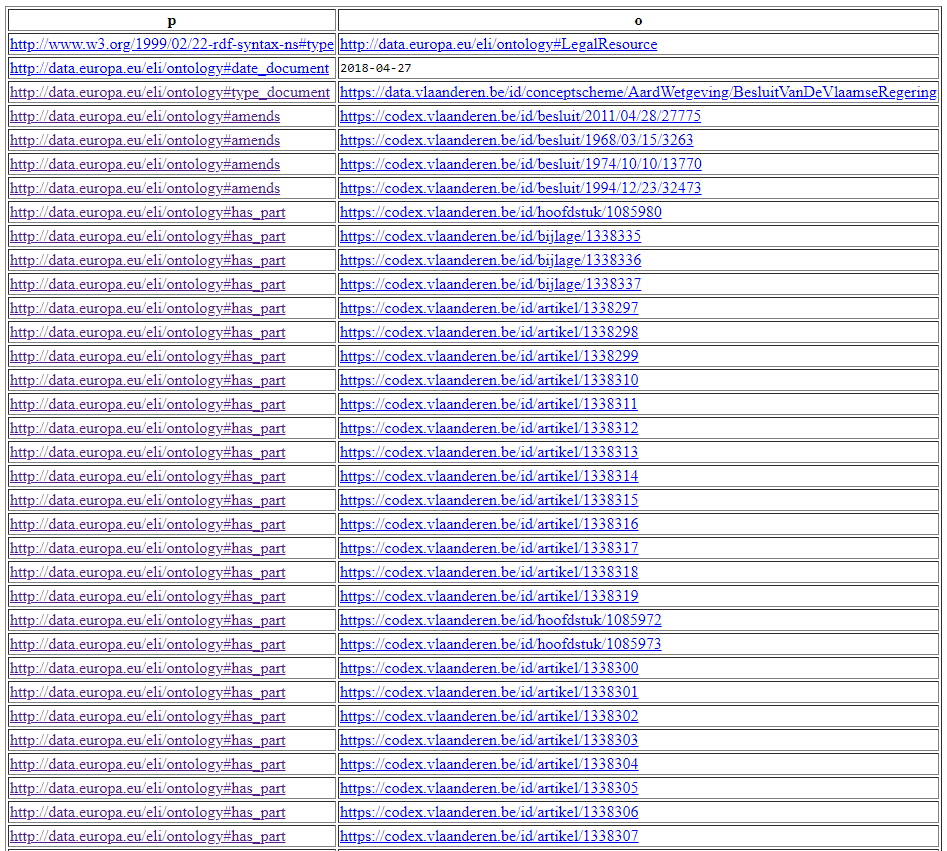 p o
http://www.w3.org/1999/02/22-rdf-syntax-ns#type http://data.europa.eu/eli/ontology#LegalResource
http://data.europa.eu/eli/ontology#date_document 2018-04-27
http://data.europa.eu/eli/ontology#type_document https://data.vlaanderen.be/id/conceptscheme/AardWetgeving/BesluitVanDeVlaamseRegering
http://data.europa.eu/eli/ontology#amends https://codex.vlaanderen.be/id/besluit/2011/04/28/27775
http://data.europa.eu/eli/ontology#amends https://codex.vlaanderen.be/id/besluit/1968/03/15/3263
http://data.europa.eu/eli/ontology#amends https://codex.vlaanderen.be/id/besluit/1974/10/10/13770
http://data.europa.eu/eli/ontology#amends https://codex.vlaanderen.be/id/besluit/1994/12/23/32473
http://data.europa.eu/eli/ontology#has_part https://codex.vlaanderen.be/id/hoofdstuk/1085980
http://data.europa.eu/eli/ontology#has_part https://codex.vlaanderen.be/id/bijlage/1338335
http://data.europa.eu/eli/ontology#has_part https://codex.vlaanderen.be/id/bijlage/1338336
http://data.europa.eu/eli/ontology#has_part https://codex.vlaanderen.be/id/bijlage/1338337
http://data.europa.eu/eli/ontology#has_part https://codex.vlaanderen.be/id/artikel/1338297
http://data.europa.eu/eli/ontology#has_part https://codex.vlaanderen.be/id/artikel/1338298
http://data.europa.eu/eli/ontology#has_part https://codex.vlaanderen.be/id/artikel/1338299
http://data.europa.eu/eli/ontology#has_part https://codex.vlaanderen.be/id/artikel/1338310
http://data.europa.eu/eli/ontology#has_part https://codex.vlaanderen.be/id/artikel/1338311
http://data.europa.eu/eli/ontology#has_part https://codex.vlaanderen.be/id/artikel/1338312
http://data.europa.eu/eli/ontology#has_part https://codex.vlaanderen.be/id/artikel/1338313
http://data.europa.eu/eli/ontology#has_part https://codex.vlaanderen.be/id/artikel/1338314
http://data.europa.eu/eli/ontology#has_part https://codex.vlaanderen.be/id/artikel/1338315
http://data.europa.eu/eli/ontology#has_part https://codex.vlaanderen.be/id/artikel/1338316
http://data.europa.eu/eli/ontology#has_part https://codex.vlaanderen.be/id/artikel/1338317
http://data.europa.eu/eli/ontology#has_part https://codex.vlaanderen.be/id/artikel/1338318
http://data.europa.eu/eli/ontology#has_part https://codex.vlaanderen.be/id/artikel/1338319
http://data.europa.eu/eli/ontology#has_part https://codex.vlaanderen.be/id/hoofdstuk/1085972
http://data.europa.eu/eli/ontology#has_part https://codex.vlaanderen.be/id/hoofdstuk/1085973
http://data.europa.eu/eli/ontology#has_part https://codex.vlaanderen.be/id/artikel/1338300
http://data.europa.eu/eli/ontology#has_part https://codex.vlaanderen.be/id/artikel/1338301
http://data.europa.eu/eli/ontology#has_part https://codex.vlaanderen.be/id/artikel/1338302
http://data.europa.eu/eli/ontology#has_part https://codex.vlaanderen.be/id/artikel/1338303
http://data.europa.eu/eli/ontology#has_part https://codex.vlaanderen.be/id/artikel/1338304
http://data.europa.eu/eli/ontology#has_part https://codex.vlaanderen.be/id/artikel/1338305
http://data.europa.eu/eli/ontology#has_part https://codex.vlaanderen.be/id/artikel/1338306
http://data.europa.eu/eli/ontology#has_part https://codex.vlaanderen.be/id/artikel/1338307